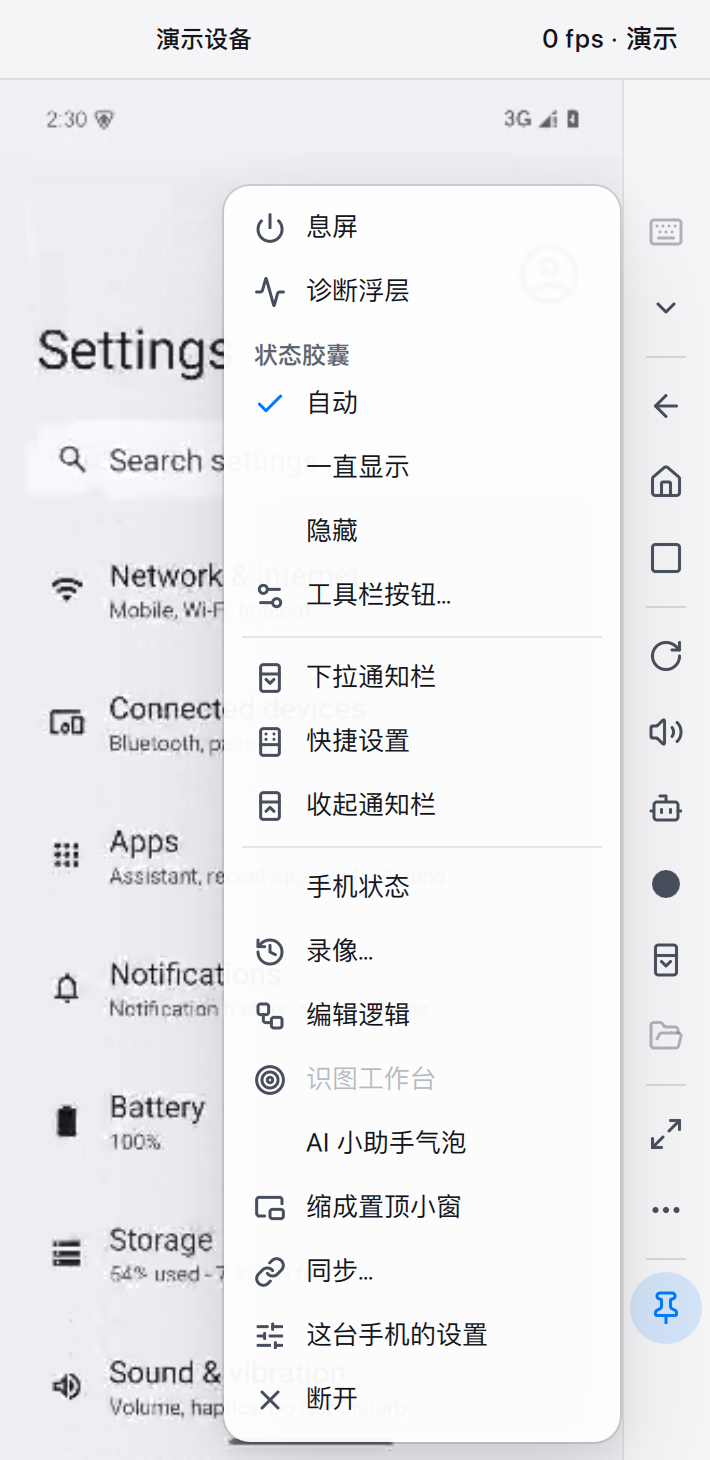 演示设备
0 fps · 演示
2:30
3G
息屏
诊断浮层
状态胶囊
自动
一直显示
隐藏
工具栏按钮...
下拉通知栏
快捷设置
收起通知栏
手机状态
录像...
编辑逻辑
识图工作台
AI 小助手气泡
缩成置顶小窗
同步...
这台手机的设置
断开
Settings
Search settings
Network & internet
Mobile, Wi-Fi, hotspot
Connected devices
Bluetooth, pairing
Apps
Assistant, recent apps, default apps
Notifications
Notification history, conversations
Battery
100%
Storage
54% used - 7
Sound & vibration
Volume, haptics, Do Not Disturb